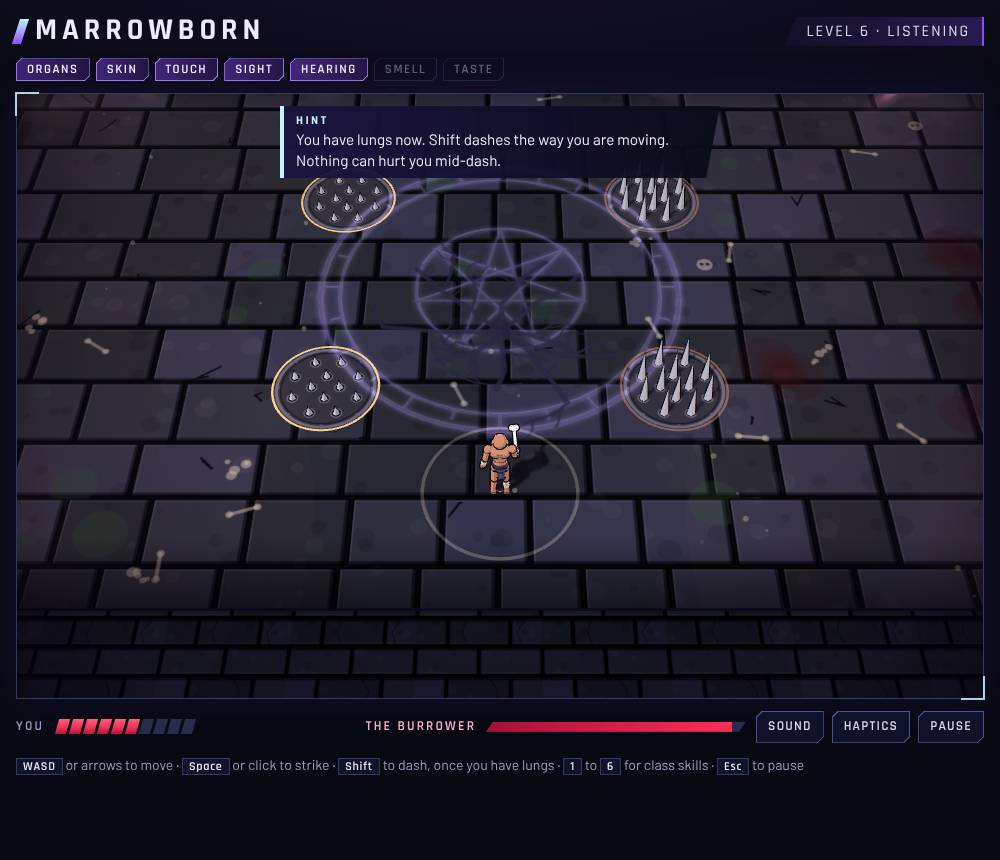 MARROWBORN
LEVEL 6 · LISTENING
ORGANS SKIN TOUCH SIGHT HEARING SMELL TASTE
HINT
You have lungs now. Shift dashes the way you are moving.
Nothing can hurt you mid-dash.
YOU
THE BURROWER
SOUND HAPTICS PAUSE
WASD or arrows to move · Space or click to strike · Shift to dash, once you have lungs · 1 to 6 for class skills · Esc to pause